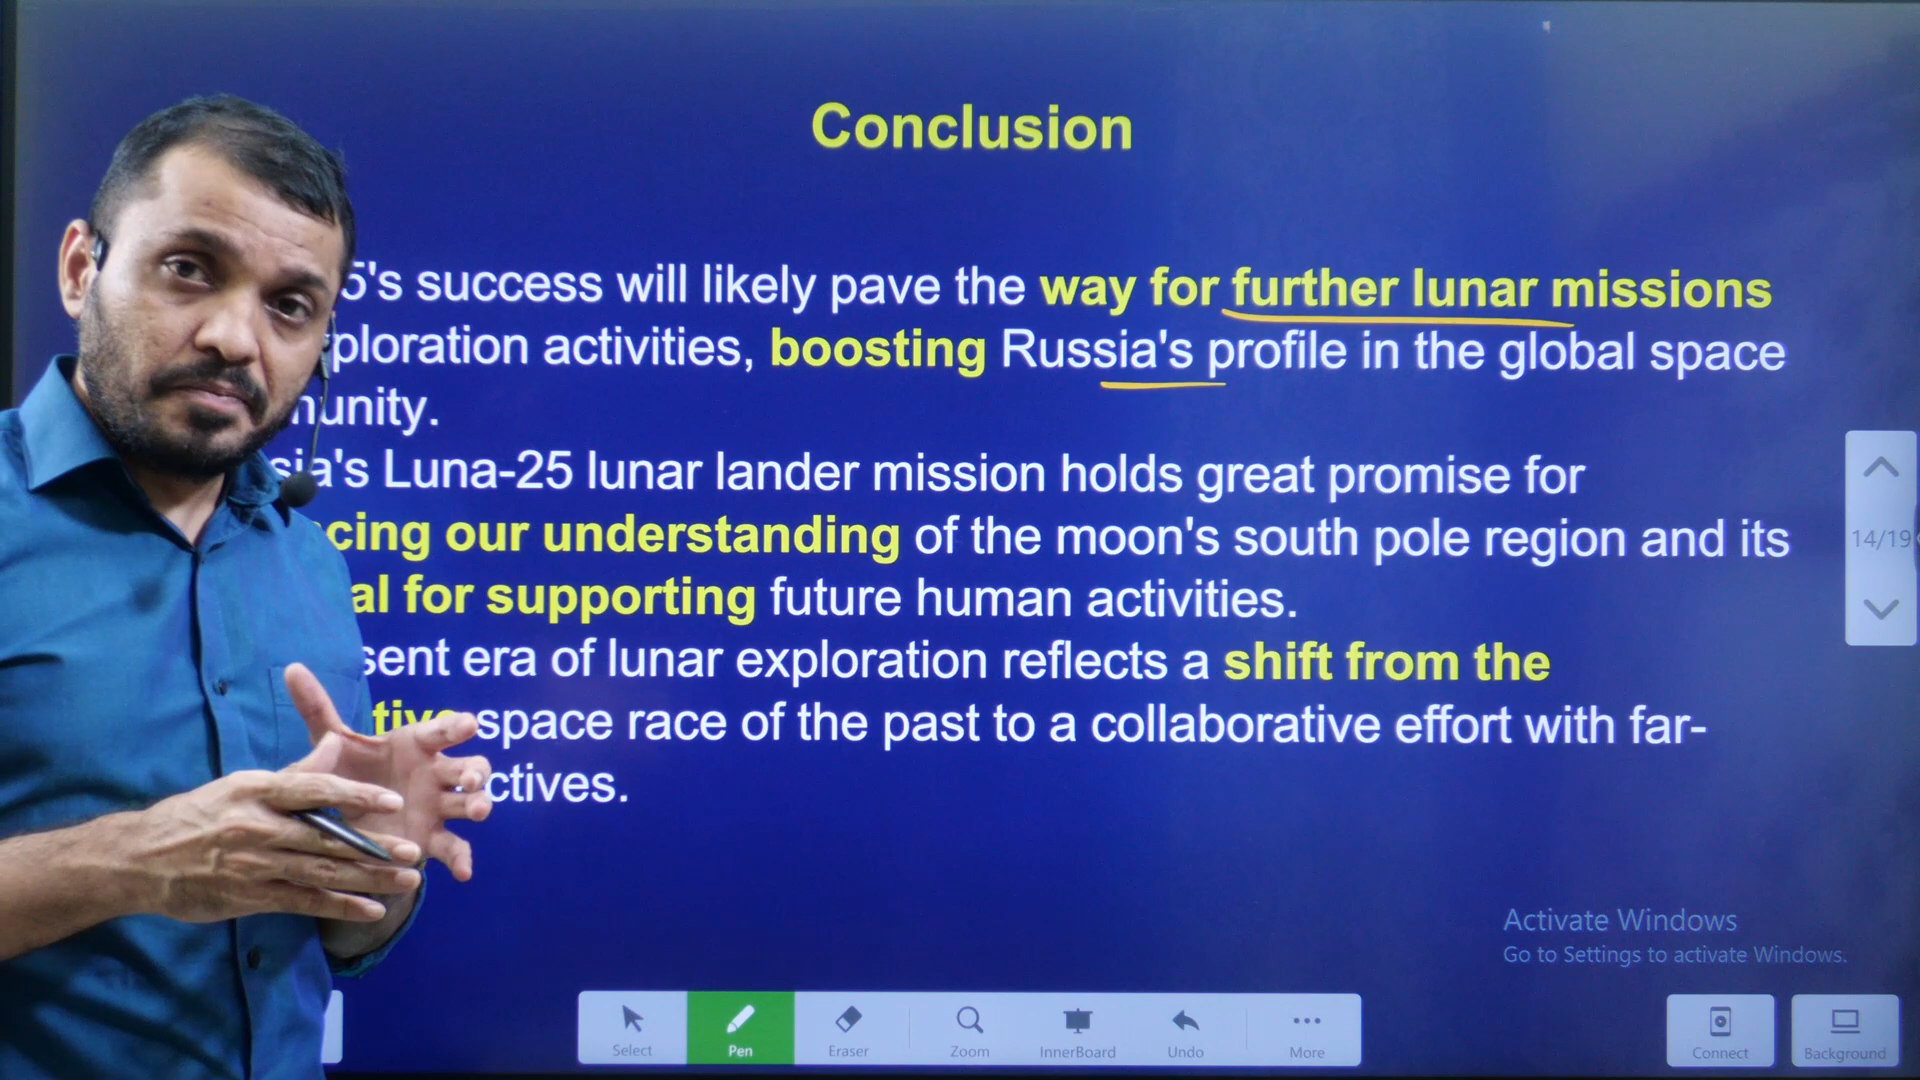 Conclusion
5's success will likely pave the way for further lunar missions
ploration activities, boosting Russia's profile in the global space
unity.
sia's Luna-25 lunar lander mission holds great promise for
cing our understanding of the moon's south pole region and its
al for supporting future human activities.
sent era of lunar exploration reflects a shift from the
tive space race of the past to a collaborative effort with far-
ctives.
14/19
Activate Windows
Go to Settings to activate Windows.
Select Pen Eraser Zoom InnerBoard Undo More Connect Background